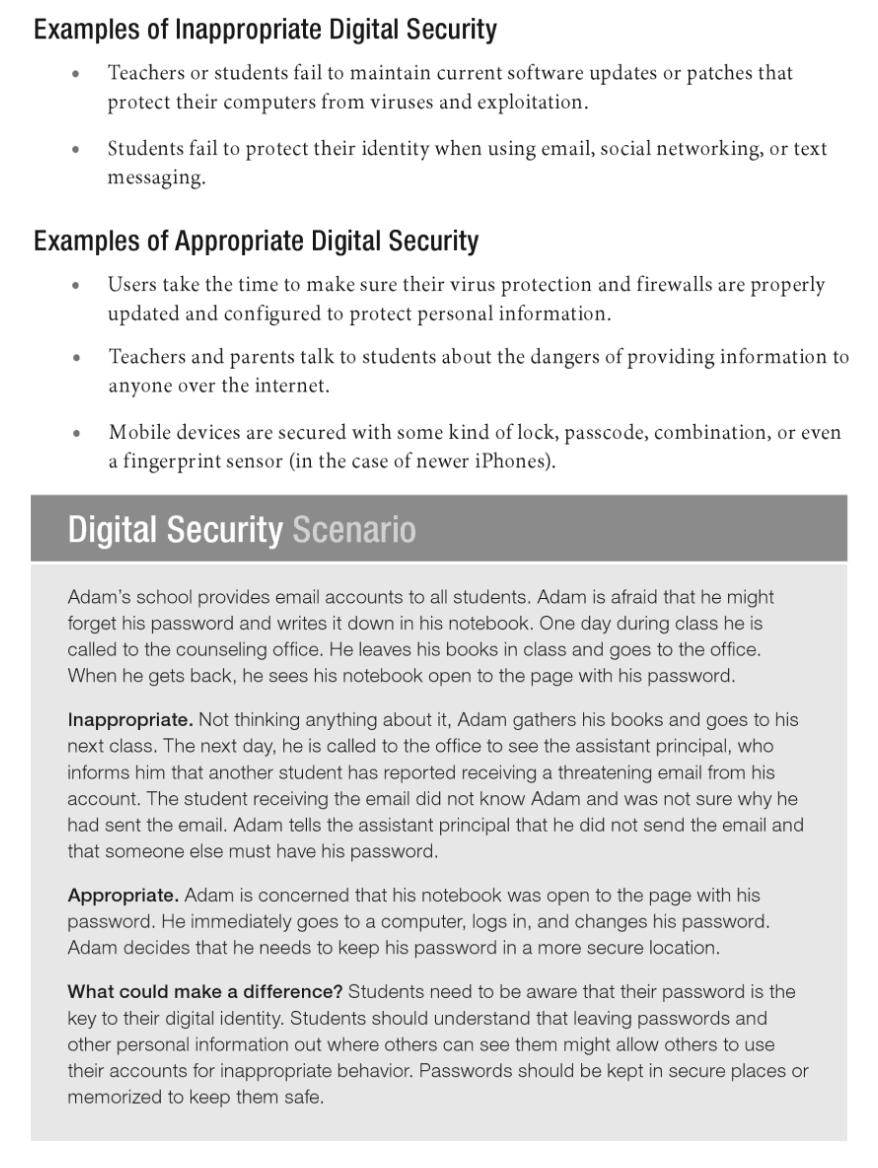 Examples of Inappropriate Digital Security
• Teachers or students fail to maintain current software updates or patches that
protect their computers from viruses and exploitation.
• Students fail to protect their identity when using email, social networking, or text
messaging.
Examples of Appropriate Digital Security
• Users take the time to make sure their virus protection and firewalls are properly
updated and configured to protect personal information.
• Teachers and parents talk to students about the dangers of providing information to
anyone over the internet.
• Mobile devices are secured with some kind of lock, passcode, combination, or even
a fingerprint sensor (in the case of newer iPhones).
Digital Security Scenario
Adam's school provides email accounts to all students. Adam is afraid that he might
forget his password and writes it down in his notebook. One day during class he is
called to the counseling office. He leaves his books in class and goes to the office.
When he gets back, he sees his notebook open to the page with his password.
Inappropriate. Not thinking anything about it, Adam gathers his books and goes to his
next class. The next day, he is called to the office to see the assistant principal, who
informs him that another student has reported receiving a threatening email from his
account. The student receiving the email did not know Adam and was not sure why he
had sent the email. Adam tells the assistant principal that he did not send the email and
that someone else must have his password.
Appropriate. Adam is concerned that his notebook was open to the page with his
password. He immediately goes to a computer, logs in, and changes his password.
Adam decides that he needs to keep his password in a more secure location.
What could make a difference? Students need to be aware that their password is the
key to their digital identity. Students should understand that leaving passwords and
other personal information out where others can see them might allow others to use
their accounts for inappropriate behavior. Passwords should be kept in secure places or
memorized to keep them safe.